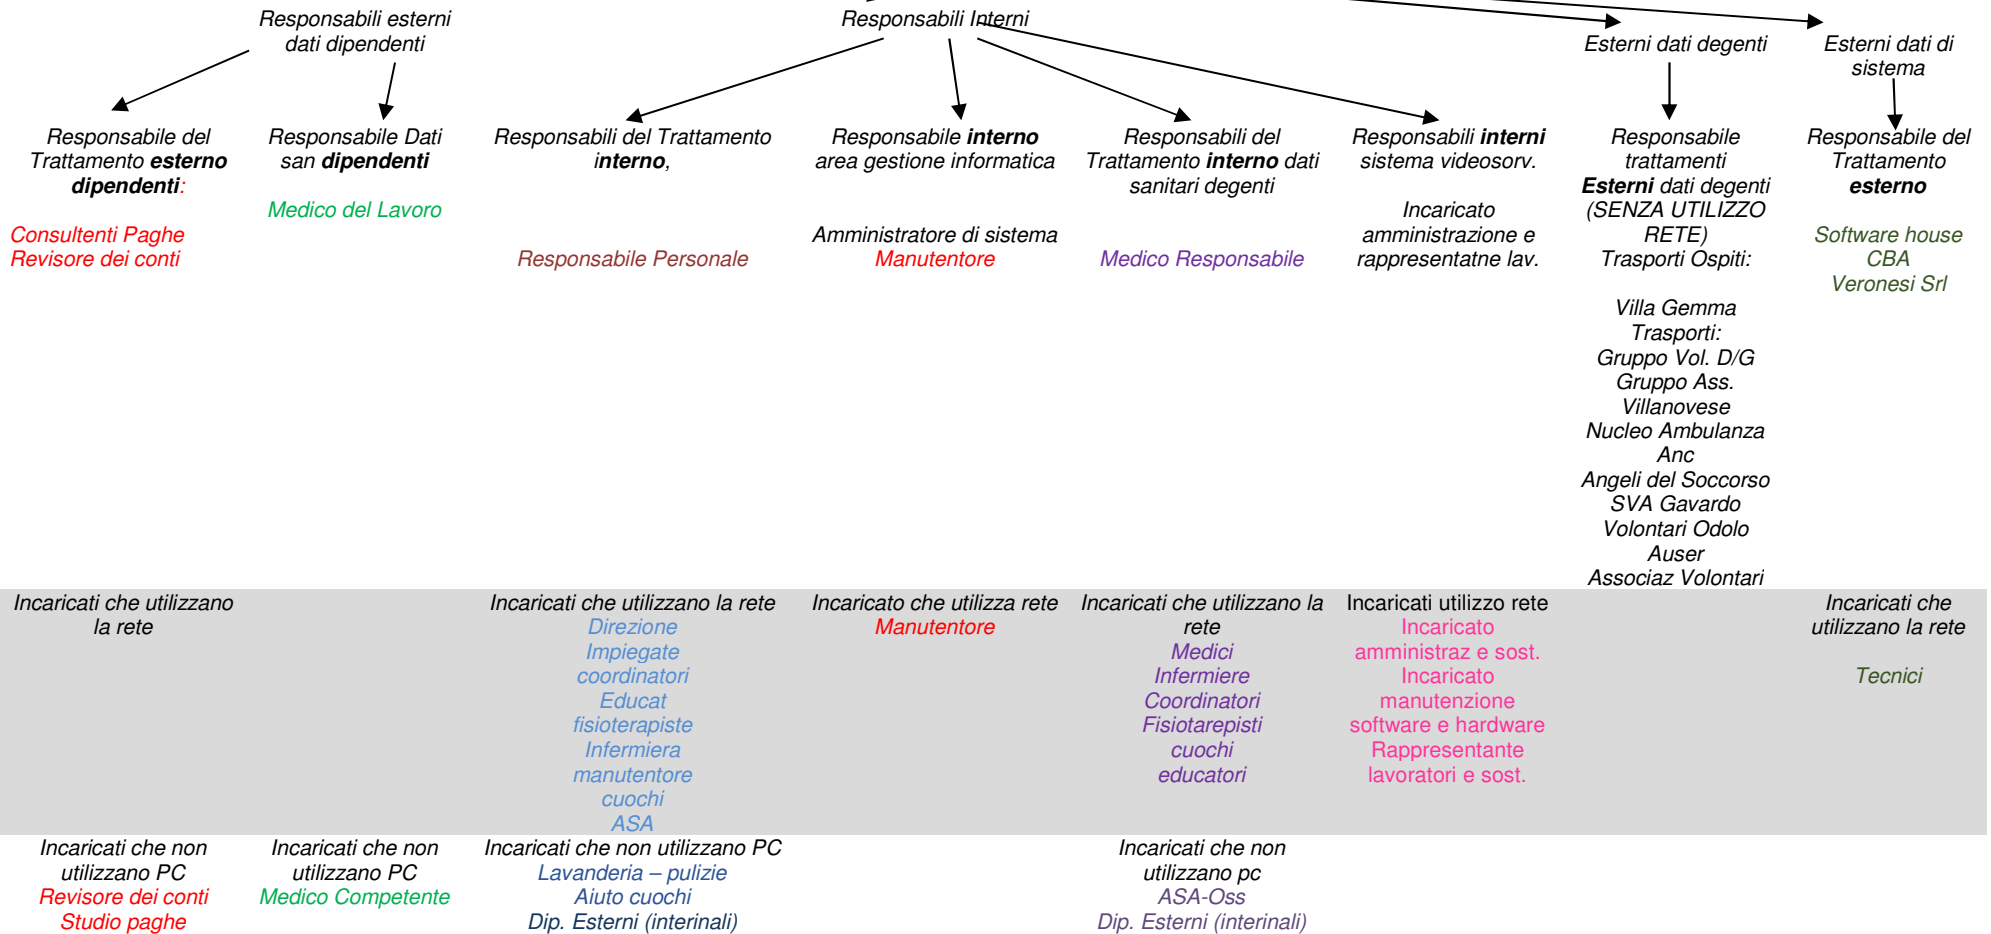 Responsabili esterni
dati dipendenti
Responsabili Interni
Esterni dati degenti
Esterni dati di
sistema
Responsabile del
Trattamento esterno
dipendenti:
Consultenti Paghe
Revisore dei conti
Responsabile Dati
san dipendenti
Medico del Lavoro
Responsabili del Trattamento
interno,
Responsabile Personale
Responsabile interno
area gestione informatica
Amministratore di sistema
Manutentore
Responsabili del
Trattamento interno dati
sanitari degenti
Medico Responsabile
Responsabili interni
sistema videosorv.
Incaricato
amministrazione e
rappresentatne lav.
Responsabile
trattamenti
Esterni dati degenti
(SENZA UTILIZZO
RETE)
Trasporti Ospiti:
Villa Gemma
Trasporti:
Gruppo Vol. D/G
Gruppo Ass.
Villanovese
Nucleo Ambulanza
Anc
Angeli del Soccorso
SVA Gavardo
Volontari Odolo
Auser
Associaz Volontari
Responsabile del
Trattamento
esterno
Software house
CBA
Veronesi Srl
Incaricati che utilizzano
la rete
Incaricati che utilizzano la rete
Direzione
Impiegate
coordinatori
Educat
fisioterapiste
Infermiera
manutentore
cuochi
ASA
Incaricato che utilizza rete
Manutentore
Incaricati che utilizzano la
rete
Medici
Infermiere
Coordinatori
Fisiotarepisti
cuochi
educatori
Incaricati utilizzo rete
Incaricato
amministraz e sost.
Incaricato
manutenzione
software e hardware
Rappresentante
lavoratori e sost.
Incaricati che
utilizzano la rete
Tecnici
Incaricati che non
utilizzano PC
Revisore dei conti
Studio paghe
Incaricati che non
utilizzano PC
Medico Competente
Incaricati che non utilizzano PC
Lavanderia – pulizie
Aiuto cuochi
Dip. Esterni (interinali)
Incaricati che non
utilizzano pc
ASA-Oss
Dip. Esterni (interinali)